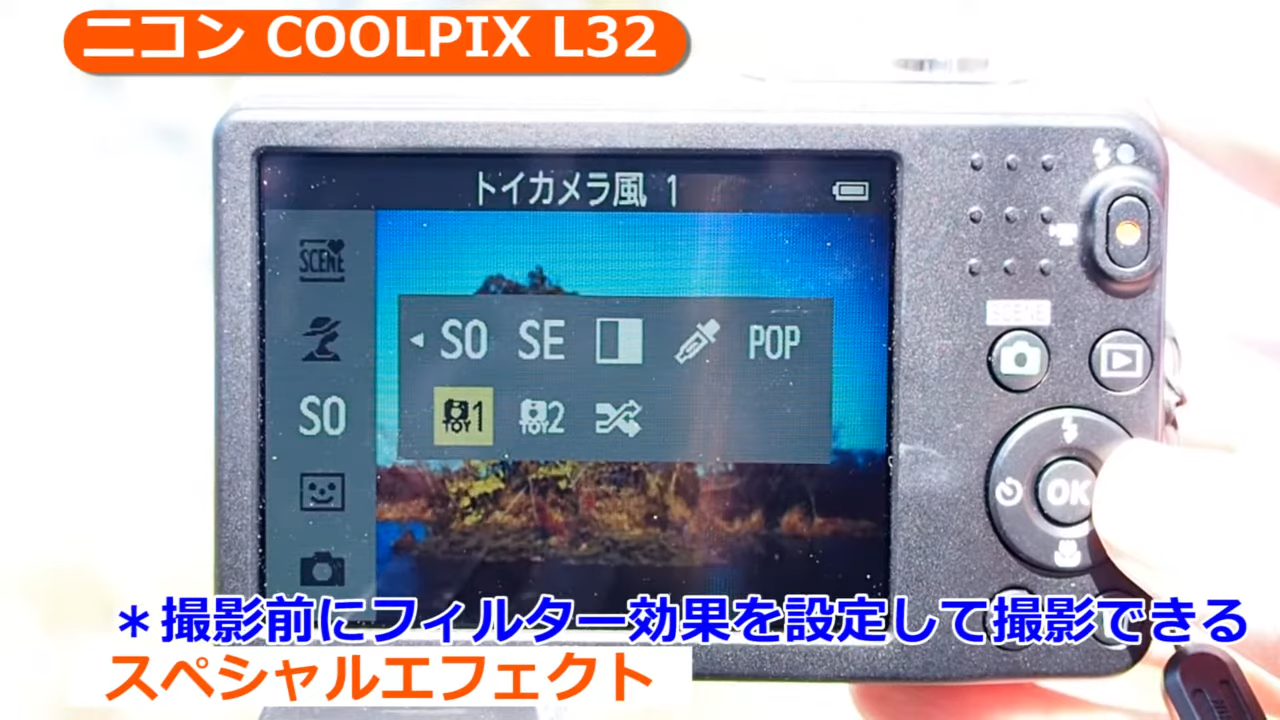 ニコン COOLPIX L32
トイカメラ風 1
SCENE
SCENE
SO SE POP
SO
TOY1 TOY2
OK
＊撮影前にフィルター効果を設定して撮影できる
スペシャルエフェクト